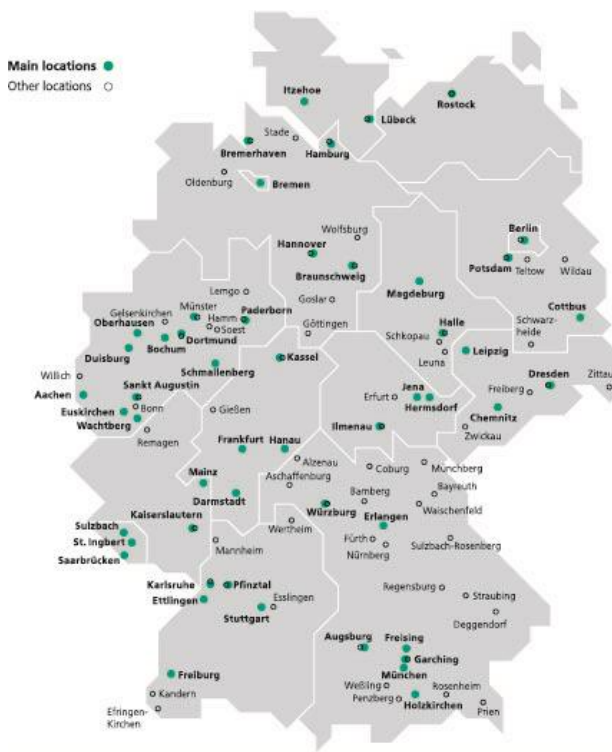 Main locations
Other locations
Itzehoe
Rostock
Lübeck
Stade
Bremerhaven
Hamburg
Oldenburg
Bremen
Wolfsburg
Berlin
Hannover
Potsdam
Teltow
Wildau
Braunschweig
Lemgo
Magdeburg
Goslar
Münster
Paderborn
Cottbus
Gelsenkirchen
Hamm
Oberhausen
Soest
Göttingen
Halle
Schwarz-
heide
Dortmund
Schkopau
Bochum
Duisburg
Leipzig
Kassel
Leuna
Schmallenberg
Willich
Dresden
Zittau
Jena
Aachen
Sankt Augustin
Erfurt
Freiberg
Hermsdorf
Bonn
Gießen
Euskirchen
Chemnitz
Wachtberg
Ilmenau
Remagen
Zwickau
Frankfurt
Hanau
Alzenau
Coburg
Münchberg
Mainz
Aschaffenburg
Bayreuth
Bamberg
Darmstadt
Waischenfeld
Würzburg
Kaiserslautern
Erlangen
Sulzbach
Wertheim
Fürth
St. Ingbert
Mannheim
Nürnberg
Sulzbach-Rosenberg
Saarbrücken
Karlsruhe
Pfinztal
Regensburg
Straubing
Ettlingen
Esslingen
Stuttgart
Deggendorf
Augsburg
Freising
Garching
Freiburg
München
Kandern
Weßling
Rosenheim
Penzberg
Efringen-
Kirchen
Holzkirchen
Prien